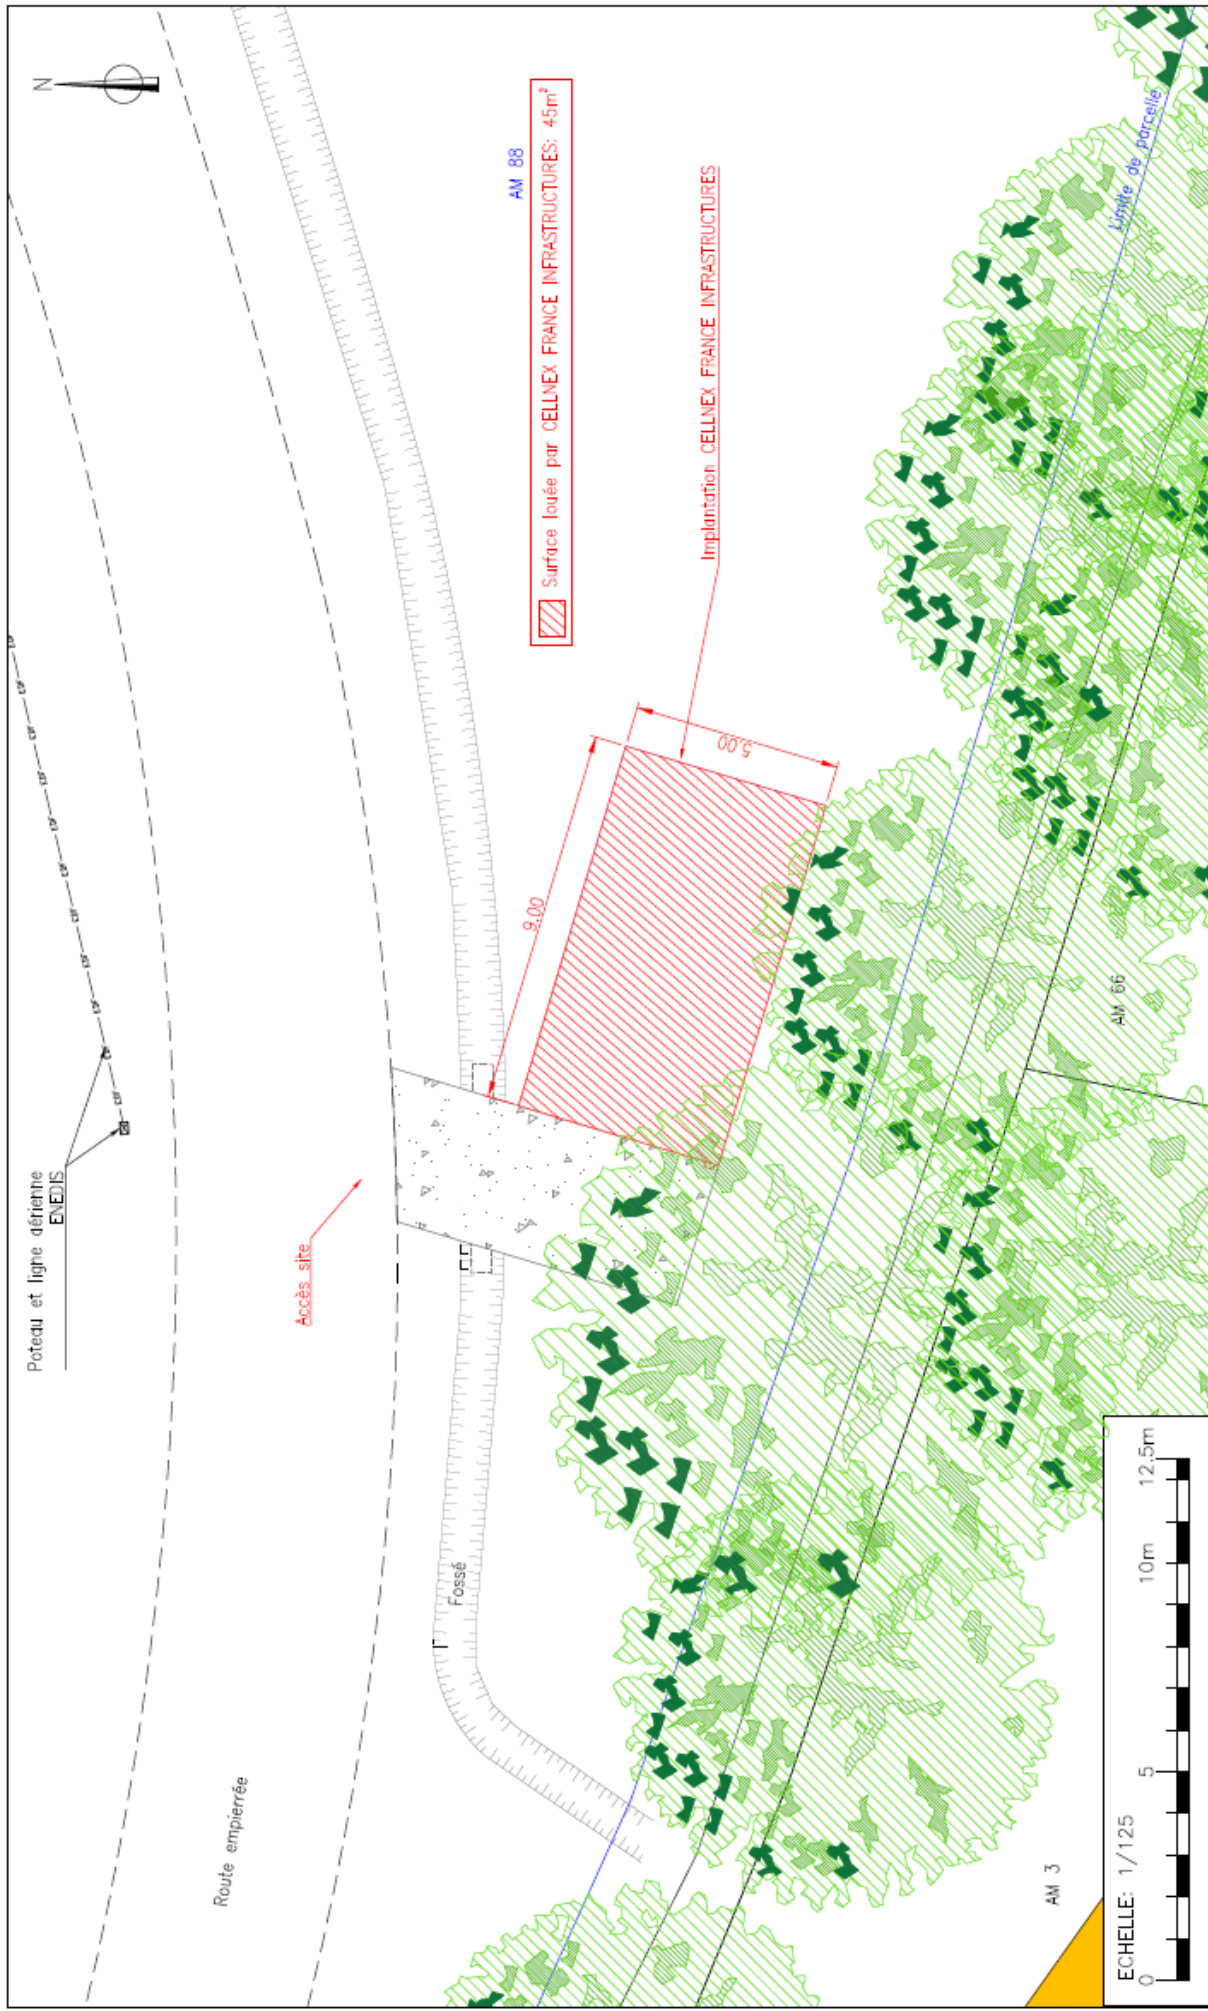 Poteau et ligne aérienne
ENEDIS
N
Route empierrée
Accès site
Fossé
AM 88
Surface louée par CELLNEX FRANCE INFRASTRUCTURES: 45m²
Implantation CELLNEX FRANCE INFRASTRUCTURES
9.00
5.00
Limite de parcelle
AM 66
AM 3
ECHELLE: 1/125
0 5 10m 12.5m